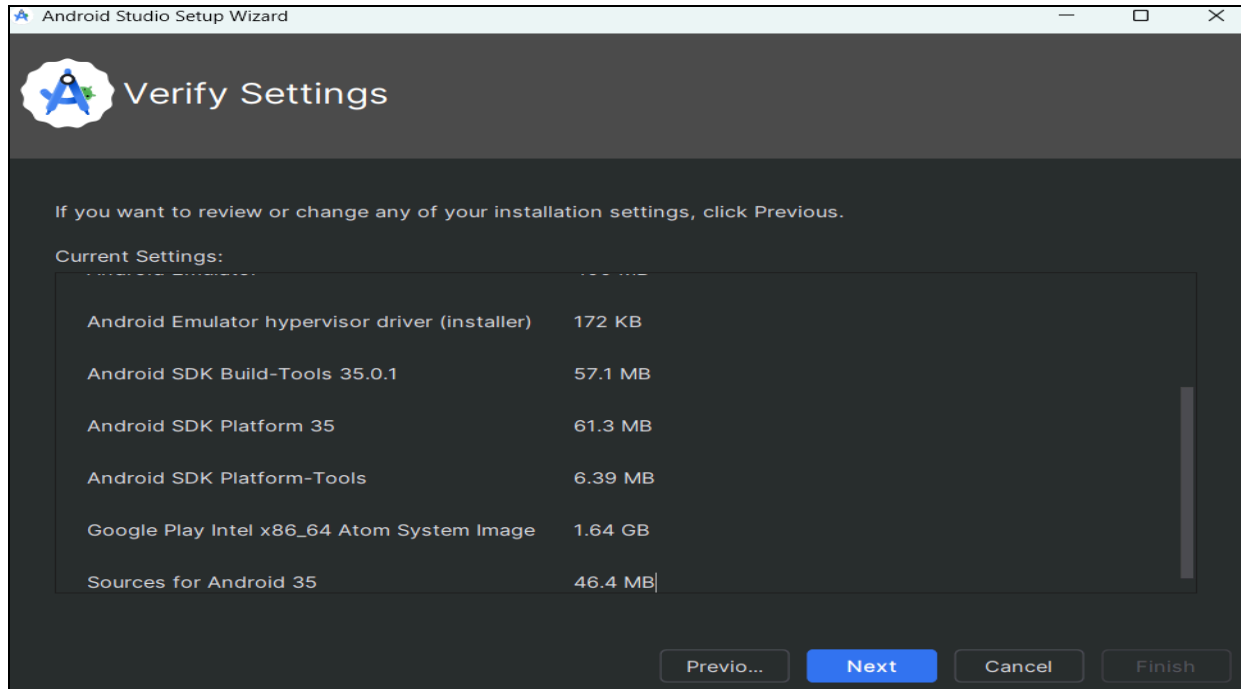 Android Studio Setup Wizard
Verify Settings
If you want to review or change any of your installation settings, click Previous.
Current Settings:
Android Emulator hypervisor driver (installer) 172 KB
Android SDK Build-Tools 35.0.1 57.1 MB
Android SDK Platform 35 61.3 MB
Android SDK Platform-Tools 6.39 MB
Google Play Intel x86_64 Atom System Image 1.64 GB
Sources for Android 35 46.4 MB
Previo... Next Cancel Finish